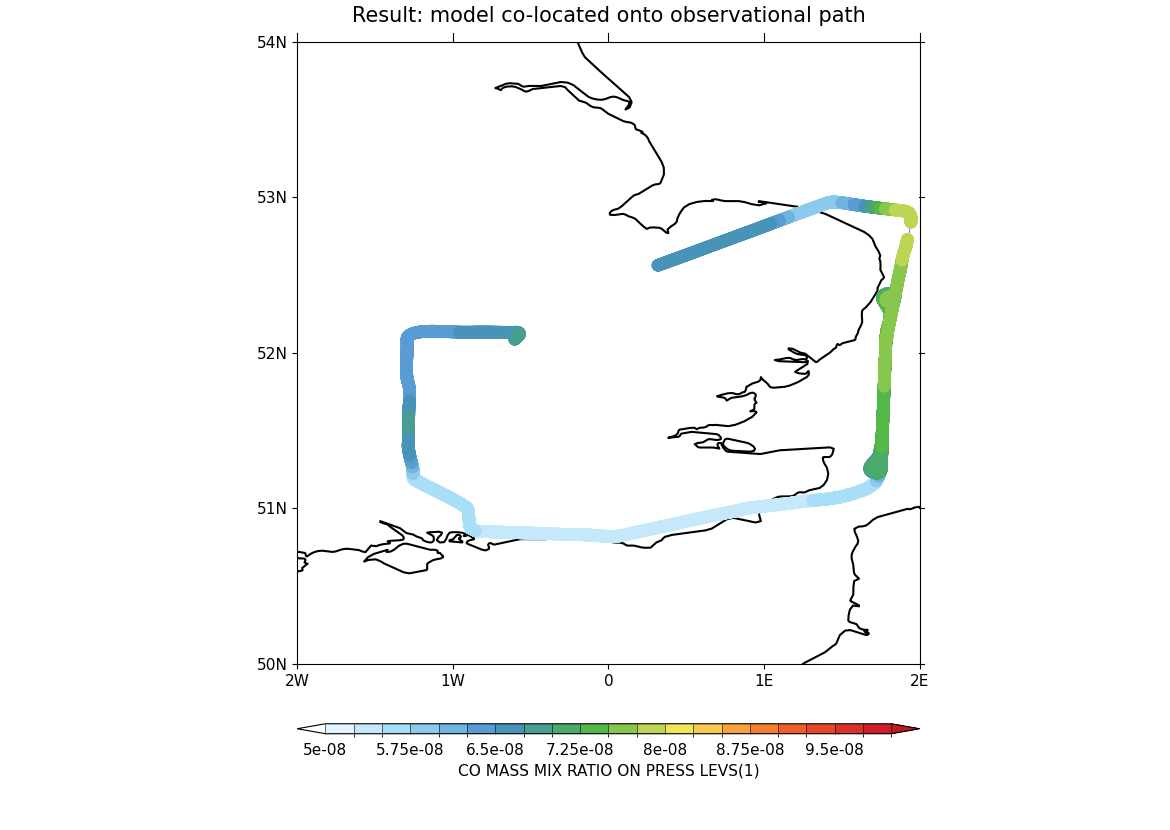 Result: model co-located onto observational path
54N
53N
52N
51N
50N
2W 1W 0 1E 2E
5e-08 5.75e-08 6.5e-08 7.25e-08 8e-08 8.75e-08 9.5e-08
CO MASS MIX RATIO ON PRESS LEVS(1)